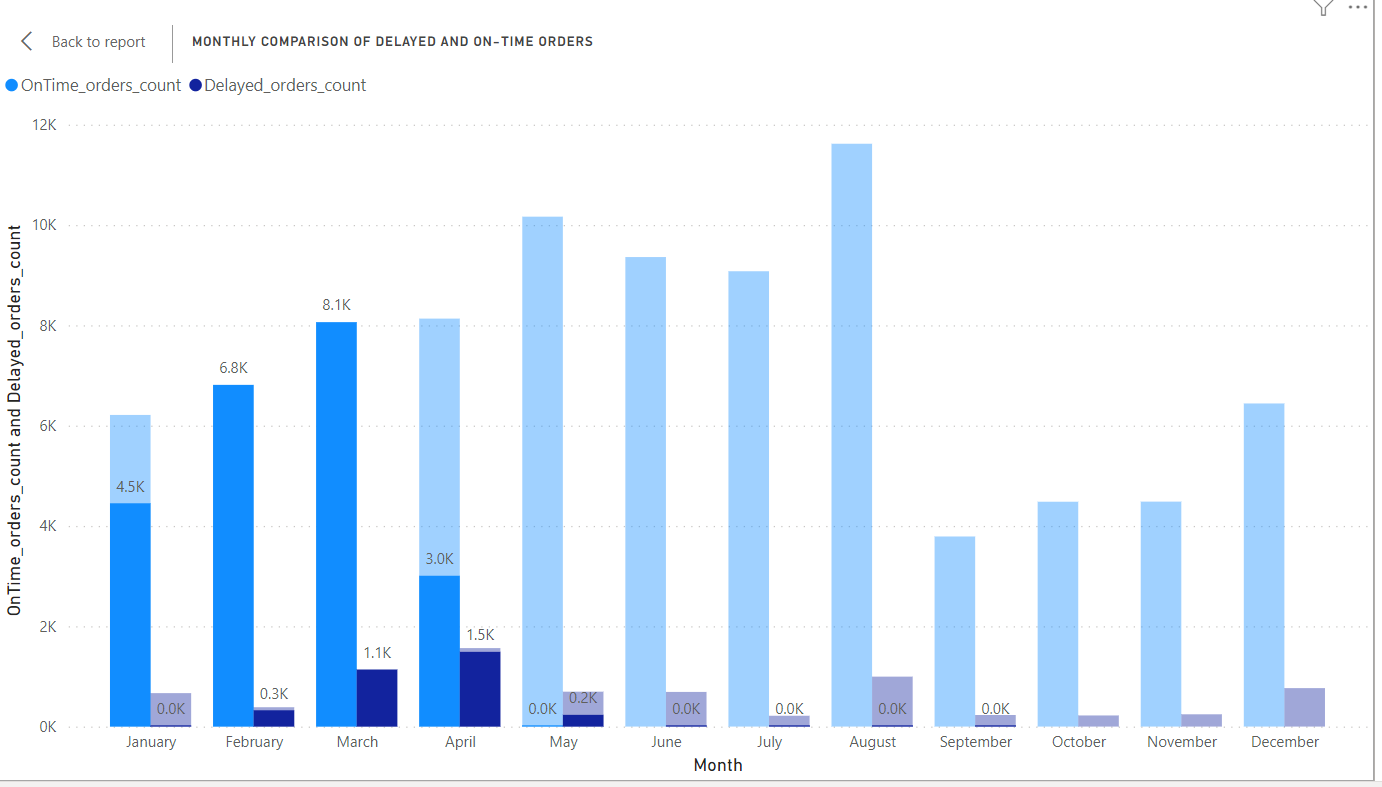 Back to report
MONTHLY COMPARISON OF DELAYED AND ON-TIME ORDERS
OnTime_orders_count Delayed_orders_count
OnTime_orders_count and Delayed_orders_count
12K
10K
8K
6K
4K
2K
0K
4.5K
0.0K
6.8K
0.3K
8.1K
1.1K
3.0K
1.5K
0.0K
0.2K
0.0K
0.0K
0.0K
0.0K
January February March April May June July August September October November December
Month